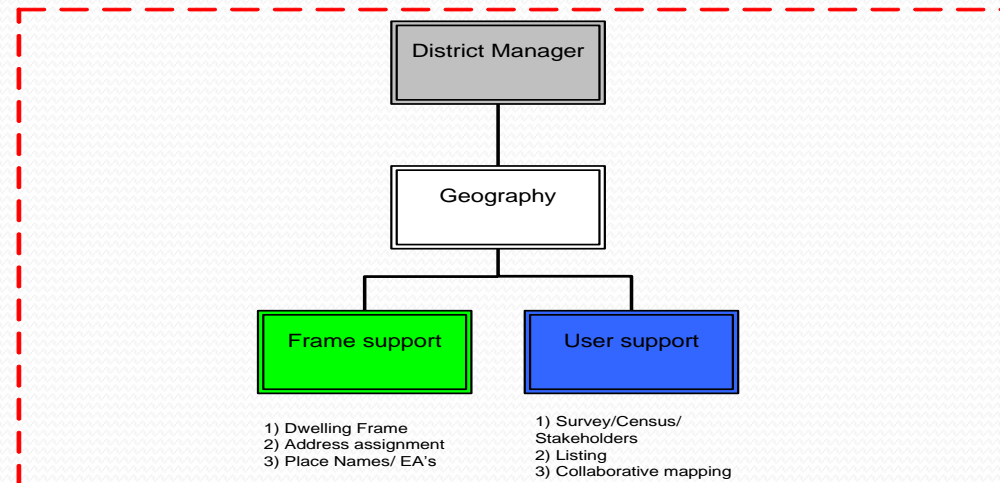 District Manager
Geography
Frame support
1) Dwelling Frame
2) Address assignment
3) Place Names/ EA's
User support
1) Survey/Census/
Stakeholders
2) Listing
3) Collaborative mapping